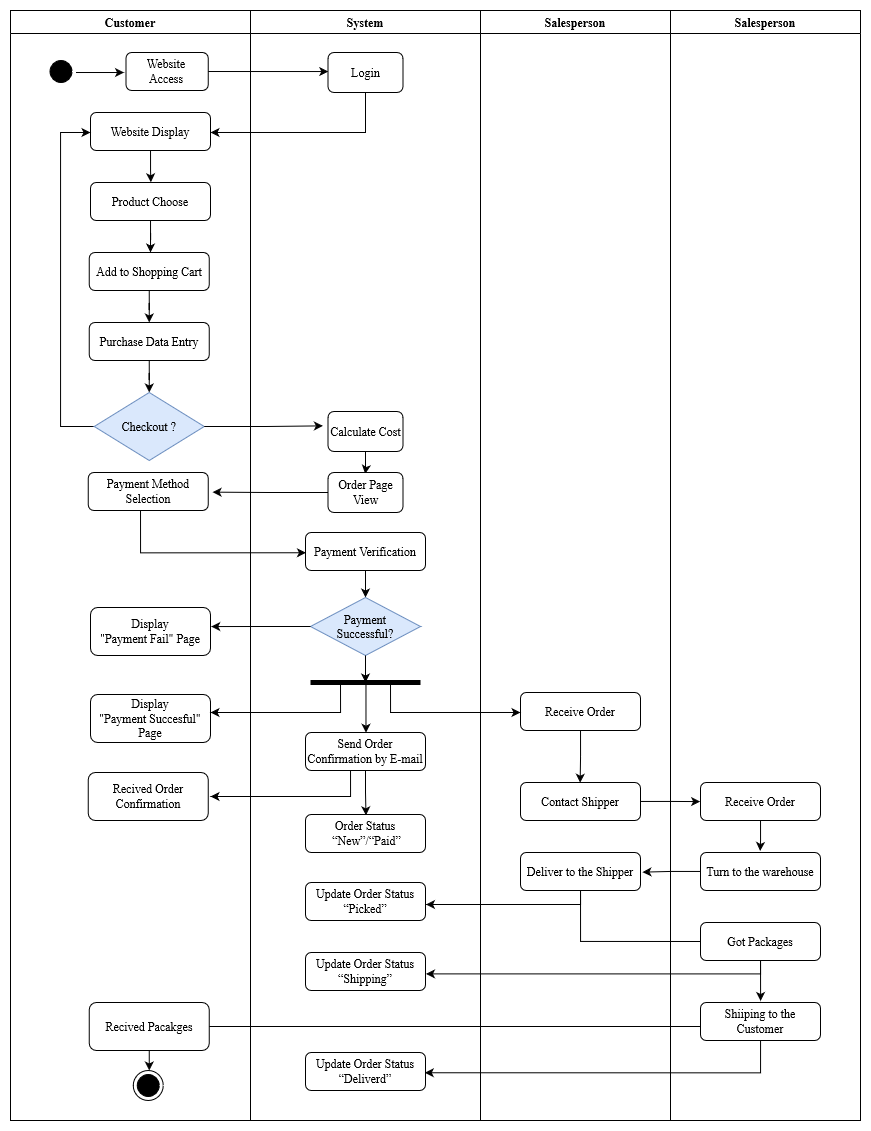 Customer
System
Salesperson
Salesperson
Website
Access
Login
Website Display
Product Choose
Add to Shopping Cart
Purchase Data Entry
Checkout ?
Calculate Cost
Payment Method
Selection
Order Page
View
Payment Verification
Display
"Payment Fail" Page
Payment
Successful?
Display
"Payment Succesful"
Page
Receive Order
Send Order
Confirmation by E-mail
Recived Order
Confirmation
Contact Shipper
Receive Order
Order Status
“New”/“Paid”
Deliver to the Shipper
Turn to the warehouse
Update Order Status
“Picked”
Got Packages
Update Order Status
“Shipping”
Recived Pacakges
Shiiping to the
Customer
Update Order Status
“Deliverd”